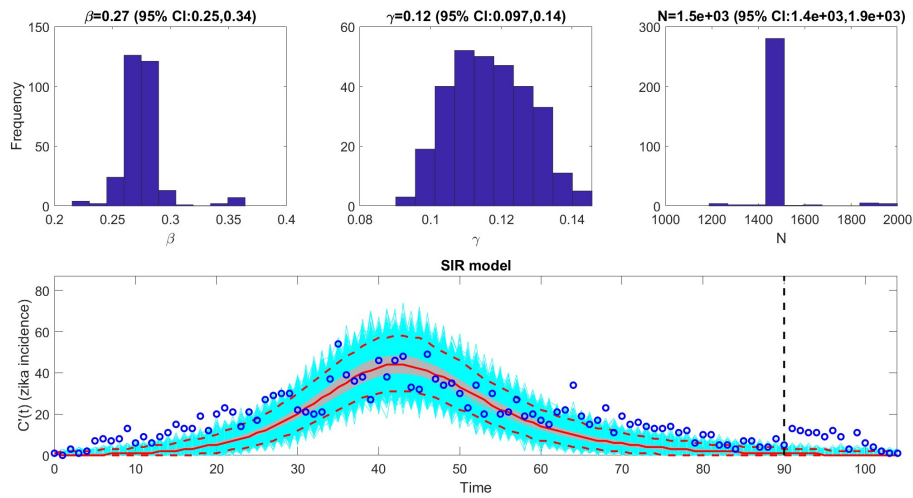 β=0.27 (95% CI:0.25,0.34)
γ=0.12 (95% CI:0.097,0.14)
N=1.5e+03 (95% CI:1.4e+03,1.9e+03)
Frequency
150
100
50
0
0.2 0.25 0.3 0.35 0.4
β
60
40
20
0
0.08 0.1 0.12 0.14
γ
300
200
100
0
1000 1200 1400 1600 1800 2000
N
SIR model
C'(t) (zika incidence)
80
60
40
20
0
0 10 20 30 40 50 60 70 80 90 100
Time